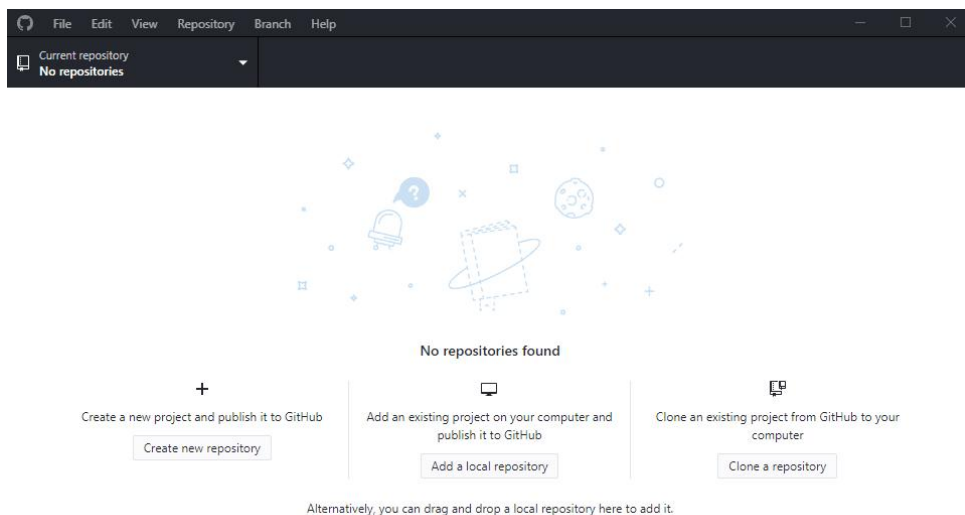 File Edit View Repository Branch Help
Current repository
No repositories
?
No repositories found
Create a new project and publish it to GitHub
Create new repository
Add an existing project on your computer and
publish it to GitHub
Add a local repository
Clone an existing project from GitHub to your
computer
Clone a repository
Alternatively, you can drag and drop a local repository here to add it.